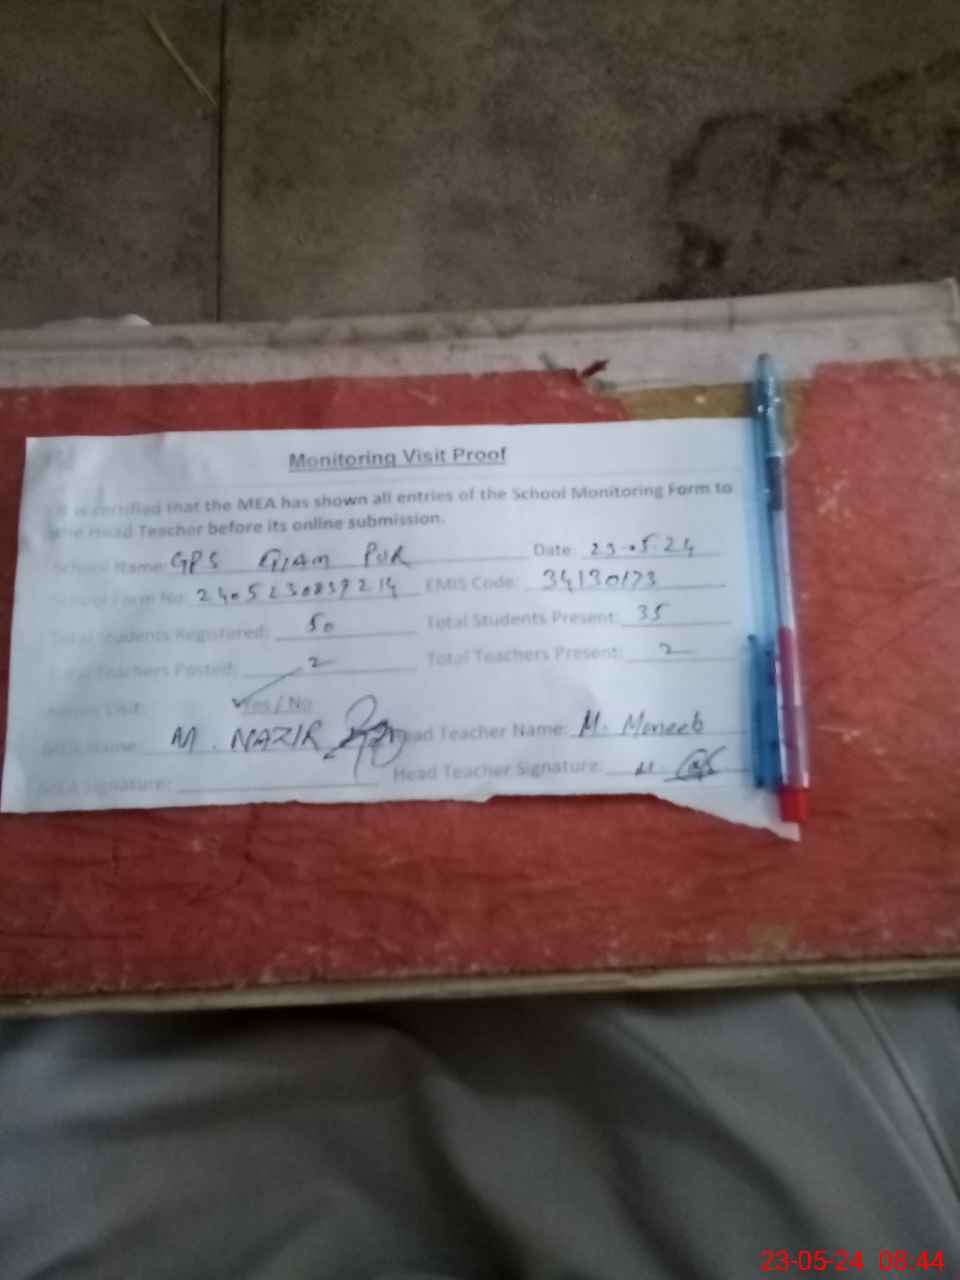 Monitoring Visit Proof
It is certified that the MEA has shown all entries of the School Monitoring Form to
the Head Teacher before its online submission.
School Name: GPS GIAM PUR Date: 23.5.24
School Form No: 2405230839214 EMIS Code: 34130173
Total Students Registered: 50 Total Students Present: 35
Total Teachers Posted: 2 Total Teachers Present: 2
Visit: Yes / No
MEA Name: M. NAZIR Head Teacher Name: M. Moneeb
MEA Signature: Head Teacher Signature: M.
23-05-24 08:44